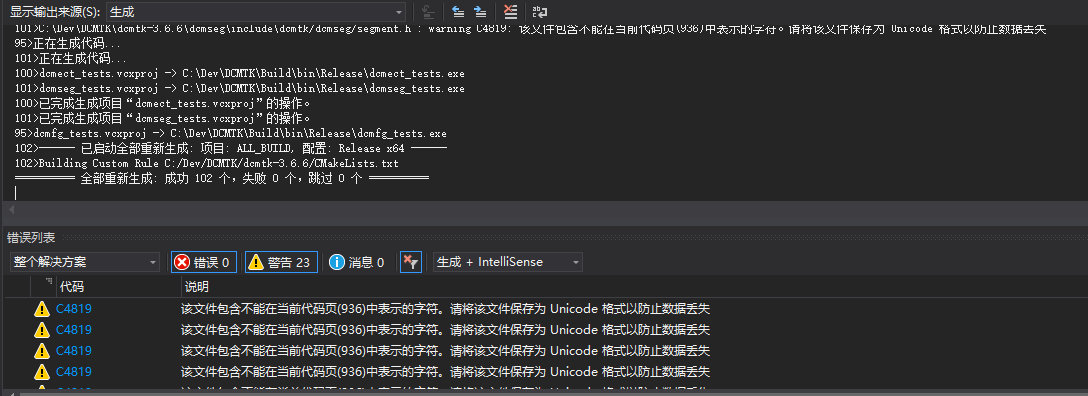 显示输出来源(S): 生成
101>C:\Dev\DCMTK\dcmtk-3.6.6\dcmseg\include\dcmtk/dcmseg/segment.h : warning C4819: 该文件包含不能在当前代码页(936)中表示的字符。请将该文件保存为 Unicode 格式以防止数据丢失
95>正在生成代码...
101>正在生成代码...
100>dcmect_tests.vcxproj -> C:\Dev\DCMTK\Build\bin\Release\dcmect_tests.exe
101>dcmseg_tests.vcxproj -> C:\Dev\DCMTK\Build\bin\Release\dcmseg_tests.exe
100>已完成生成项目“dcmect_tests.vcxproj”的操作。
101>已完成生成项目“dcmseg_tests.vcxproj”的操作。
95>dcmfg_tests.vcxproj -> C:\Dev\DCMTK\Build\bin\Release\dcmfg_tests.exe
102>------ 已启动全部重新生成: 项目: ALL_BUILD, 配置: Release x64 ------
102>Building Custom Rule C:/Dev/DCMTK/dcmtk-3.6.6/CMakeLists.txt
========== 全部重新生成: 成功 102 个，失败 0 个，跳过 0 个 ==========
错误列表
整个解决方案 错误 0 警告 23 消息 0 生成 + IntelliSense
代码 说明
C4819 该文件包含不能在当前代码页(936)中表示的字符。请将该文件保存为 Unicode 格式以防止数据丢失
C4819 该文件包含不能在当前代码页(936)中表示的字符。请将该文件保存为 Unicode 格式以防止数据丢失
C4819 该文件包含不能在当前代码页(936)中表示的字符。请将该文件保存为 Unicode 格式以防止数据丢失
C4819 该文件包含不能在当前代码页(936)中表示的字符。请将该文件保存为 Unicode 格式以防止数据丢失